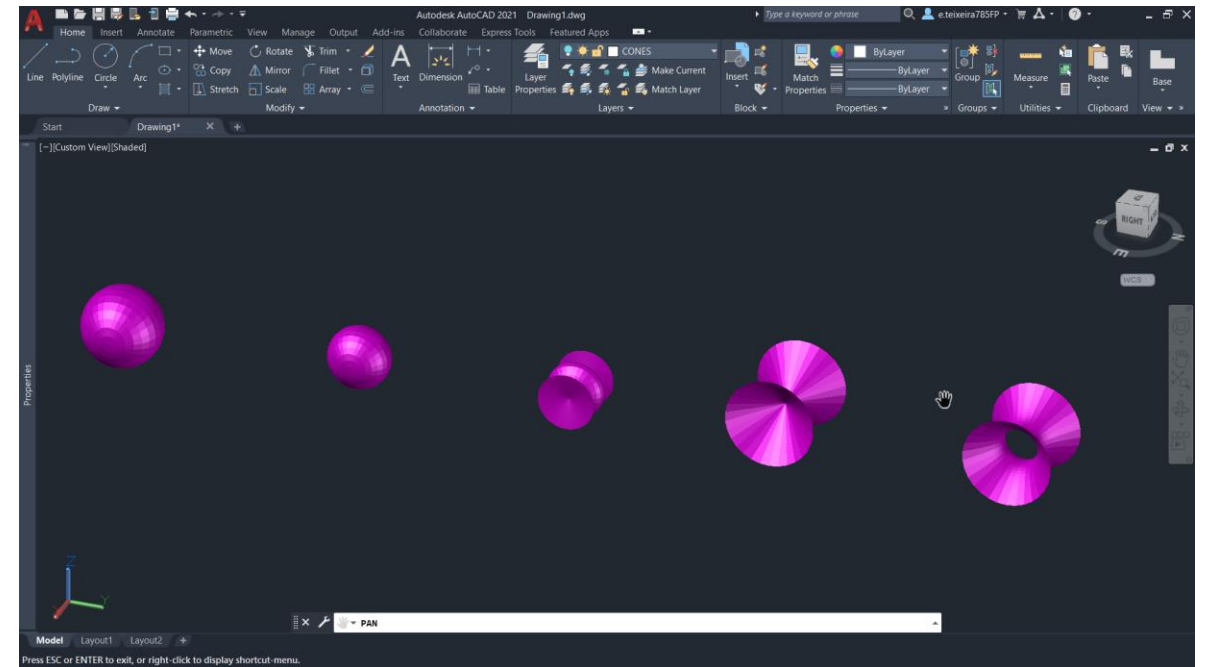 Autodesk AutoCAD 2021 Drawing1.dwg
Type a keyword or phrase
e.teixeira785FP
Home Insert Annotate Parametric View Manage Output Add-ins Collaborate Express Tools Featured Apps
Line Polyline Circle Arc
Move Rotate Trim
Copy Mirror Fillet
Stretch Scale Array
Text Dimension
Table
Layer Properties
CONES
Make Current
Match Layer
Insert
Match Properties
ByLayer
ByLayer
ByLayer
Group
Measure
Paste
Base
Draw Modify Annotation Layers Block Properties Groups Utilities Clipboard View
Start Drawing1*
[−][Custom View][Shaded]
RIGHT
S
E
N
WCS
Properties
Z
Y
PAN
Model Layout1 Layout2
Press ESC or ENTER to exit, or right-click to display shortcut-menu.